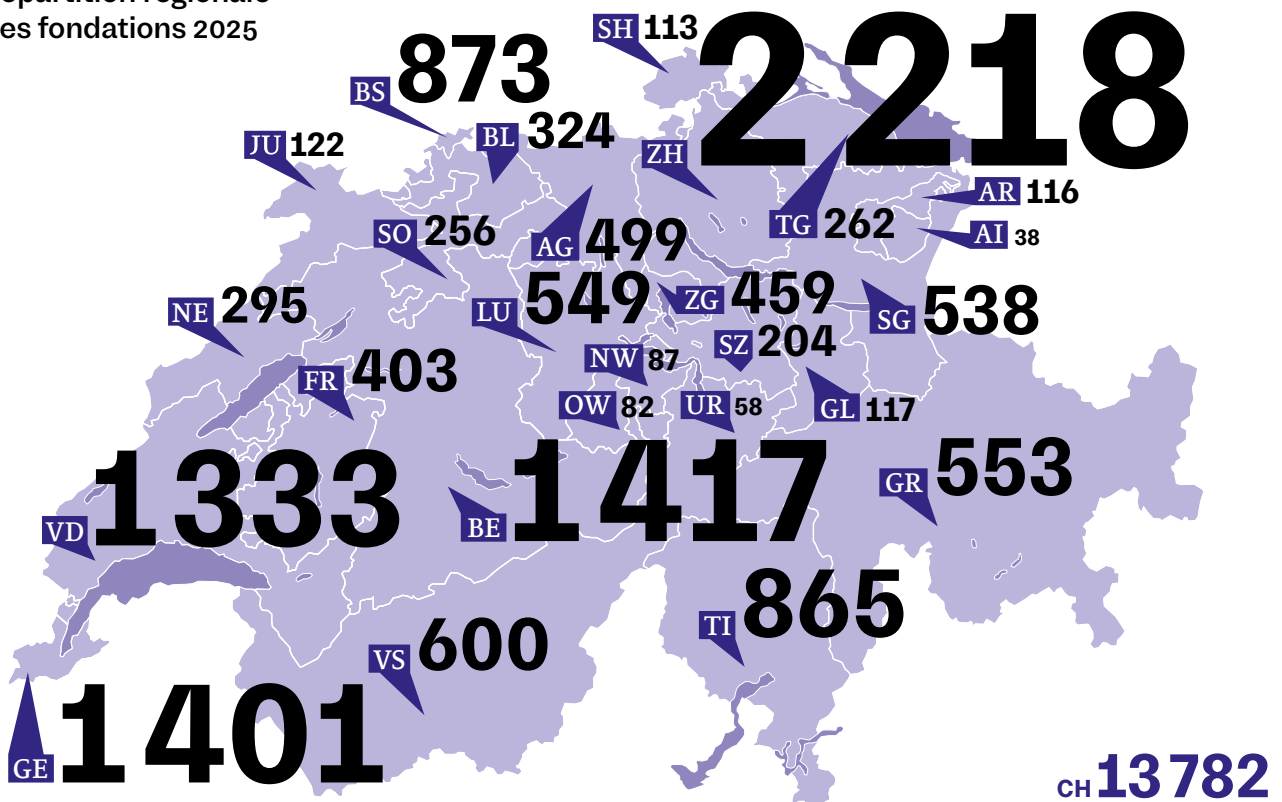 es fondations 2025
SH 113
2218
873
BS
BL 324
JU 122
ZH
AR 116
TG 262
SO 256
AG 499
AI 38
549
ZG 459
NE 295
LU
SG 538
SZ 204
NW 87
FR 403
OW 82
UR 58
GL 117
1333
1417
GR 553
VD
BE
865
TI
VS 600
1401
GE
CH 13782